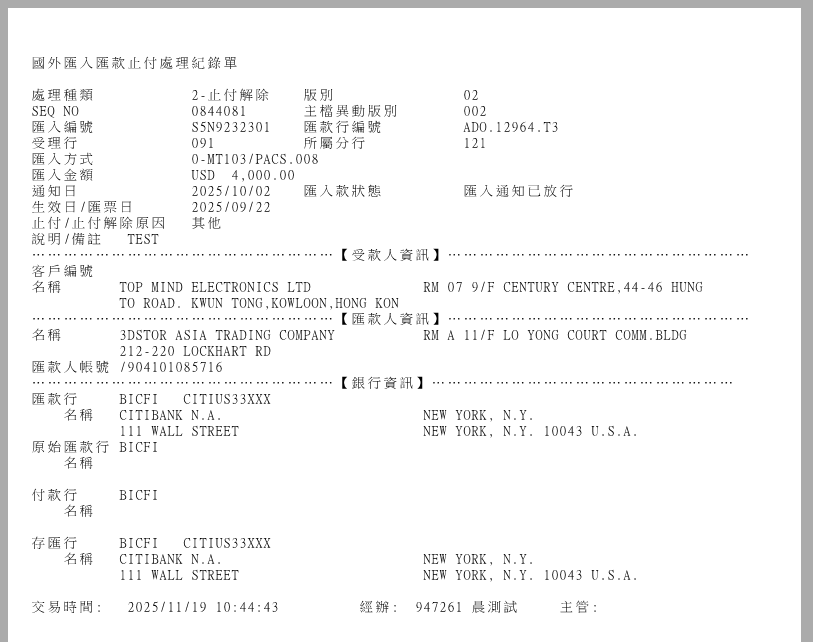 國外匯入匯款止付處理紀錄單
處理種類 2-止付解除 版別 02
SEQ NO 0844081 主檔異動版別 002
匯入編號 S5N9232301 匯款行編號 ADO.12964.T3
受理行 091 所屬分行 121
匯入方式 0-MT103/PACS.008
匯入金額 USD 4,000.00
通知日 2025/10/02 匯入款狀態 匯入通知已放行
生效日/匯票日 2025/09/22
止付/止付解除原因 其他
說明/備註 TEST
……………………………………………………【受款人資訊】……………………………………………………
客戶編號
名稱 TOP MIND ELECTRONICS LTD RM 07 9/F CENTURY CENTRE,44-46 HUNG
TO ROAD. KWUN TONG,KOWLOON,HONG KON
……………………………………………………【匯款人資訊】……………………………………………………
名稱 3DSTOR ASIA TRADING COMPANY RM A 11/F LO YONG COURT COMM.BLDG
212-220 LOCKHART RD
匯款人帳號 /904101085716
……………………………………………………【銀行資訊】……………………………………………………
匯款行 BICFI CITIUS33XXX
名稱 CITIBANK N.A. NEW YORK, N.Y.
111 WALL STREET NEW YORK, N.Y. 10043 U.S.A.
原始匯款行 BICFI
名稱
付款行 BICFI
名稱
存匯行 BICFI CITIUS33XXX
名稱 CITIBANK N.A. NEW YORK, N.Y.
111 WALL STREET NEW YORK, N.Y. 10043 U.S.A.
交易時間: 2025/11/19 10:44:43 經辦: 947261 晨測試 主管: